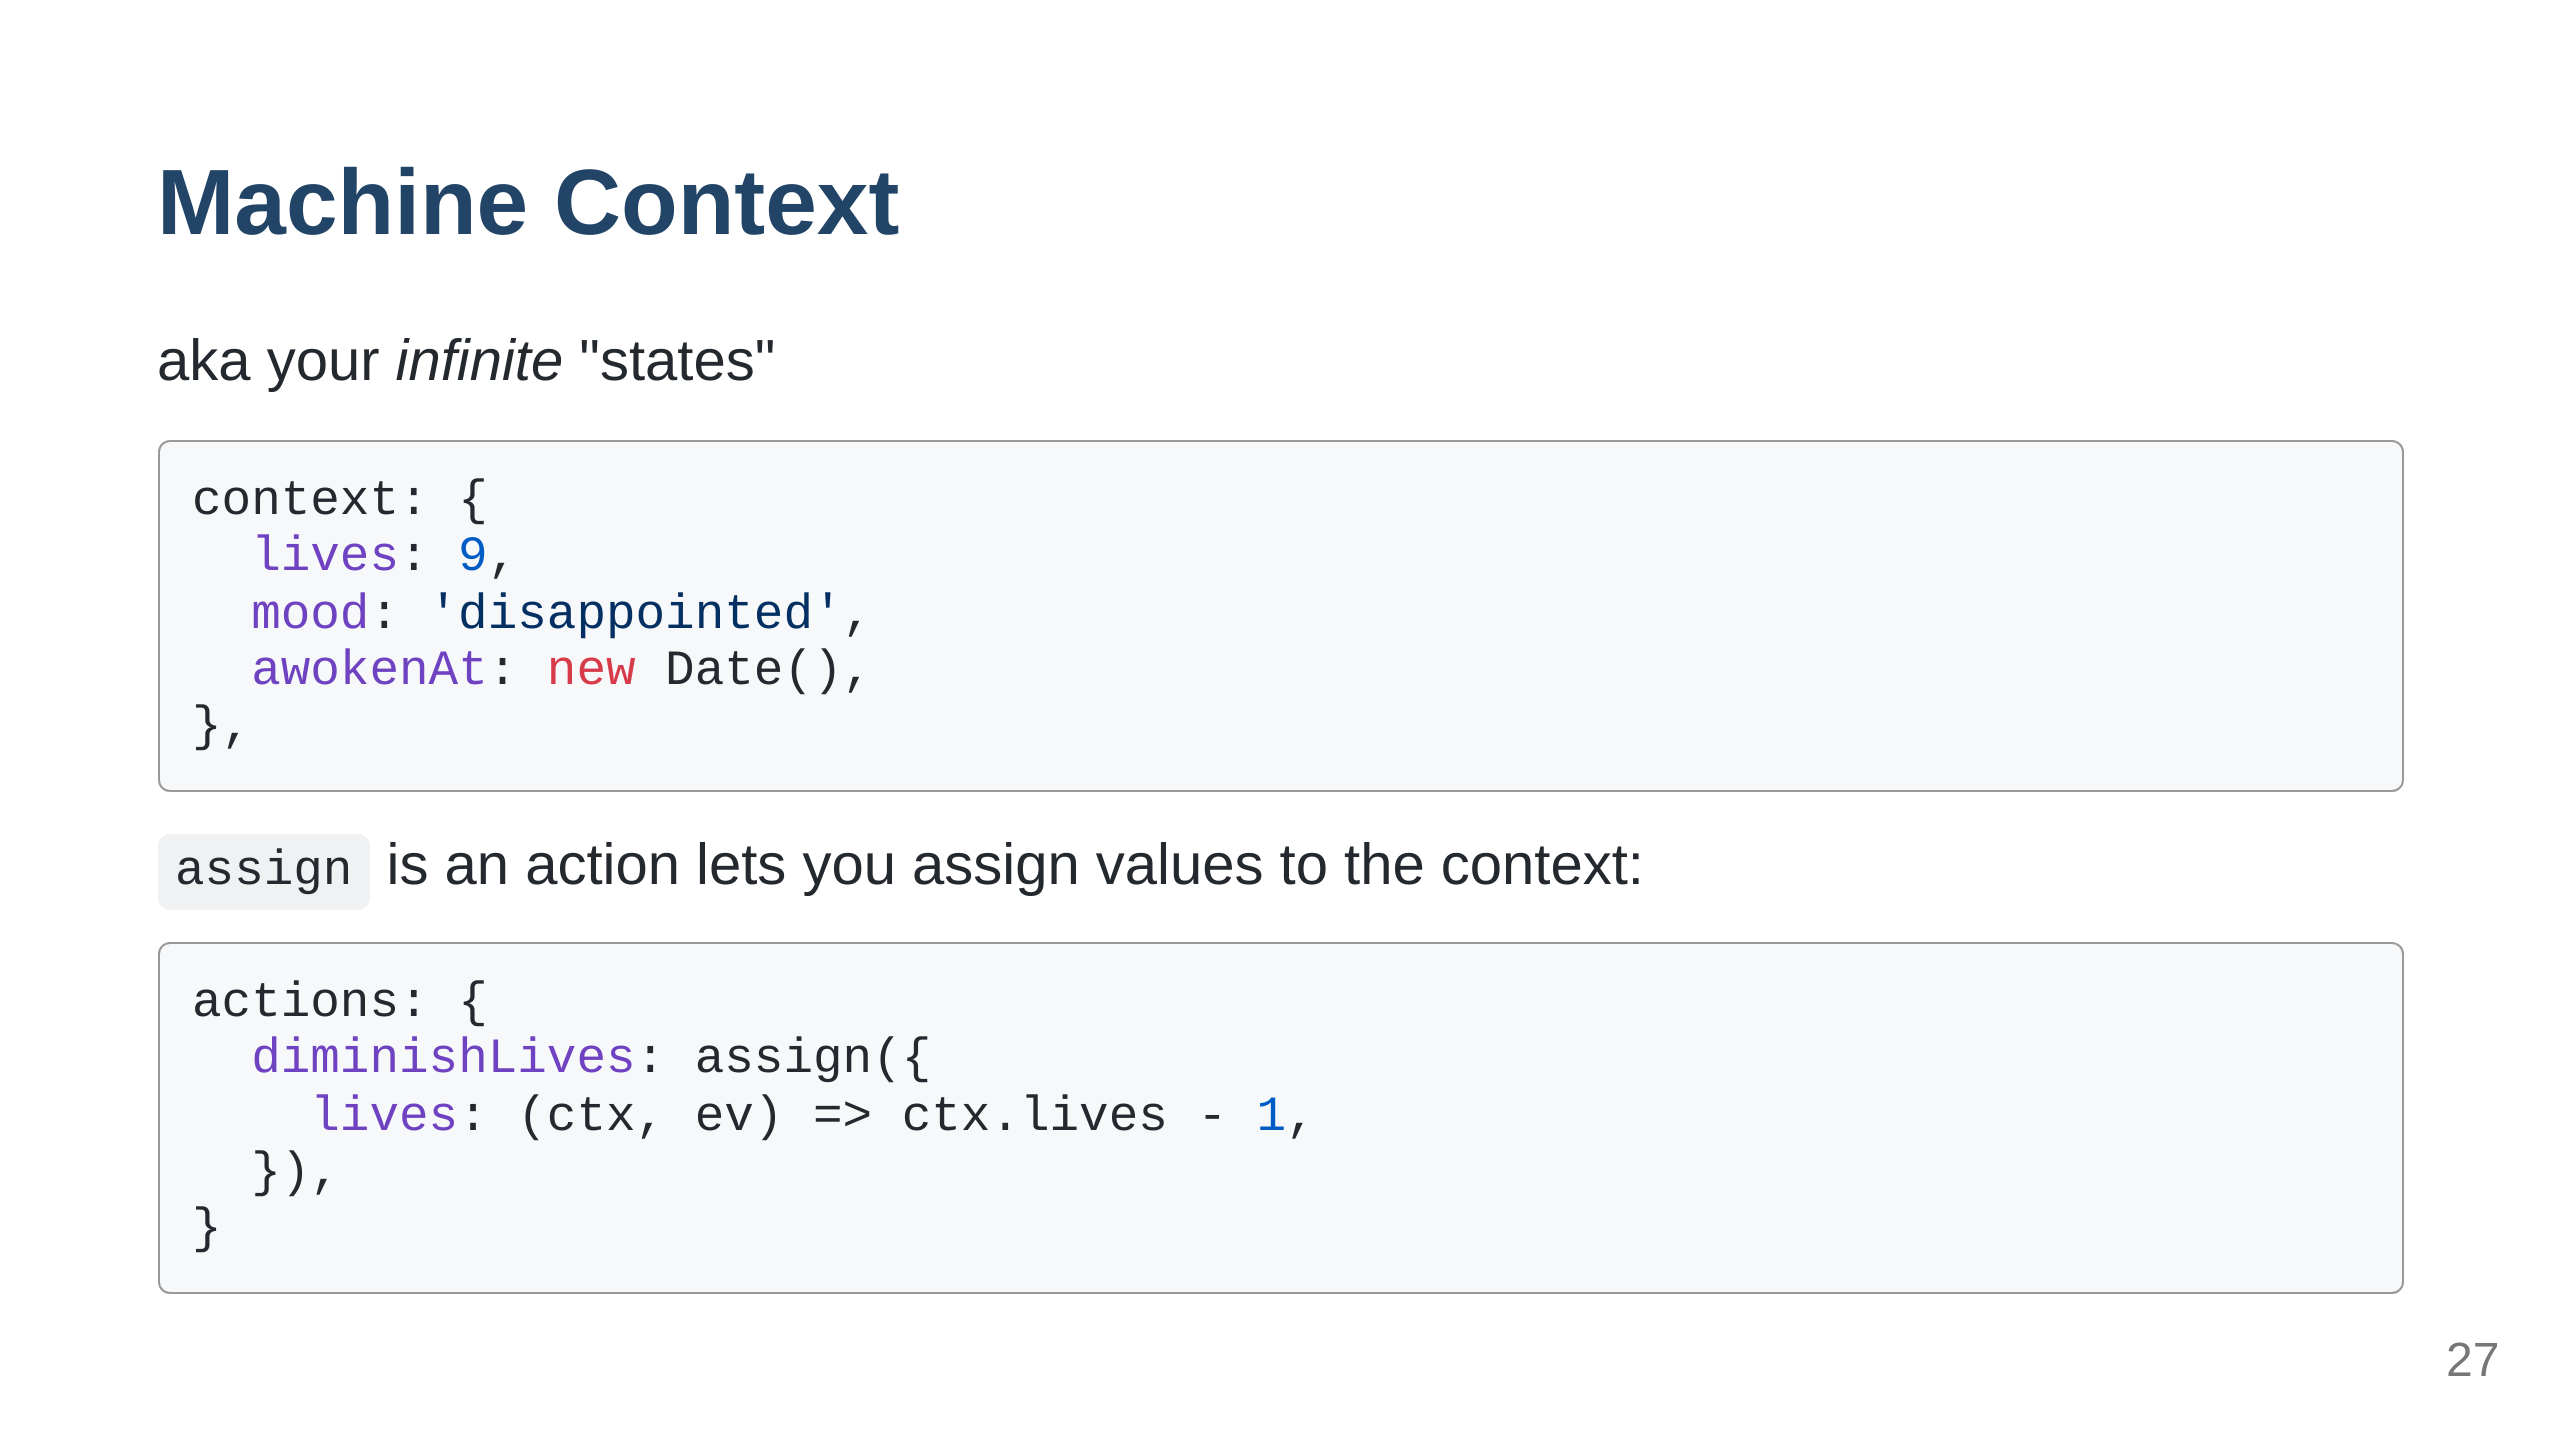 Machine Context
aka your infinite "states"
context: {
  lives: 9,
  mood: 'disappointed',
  awokenAt: new Date(),
},
assign is an action lets you assign values to the context:
actions: {
  diminishLives: assign({
    lives: (ctx, ev) => ctx.lives - 1,
  }),
}
27